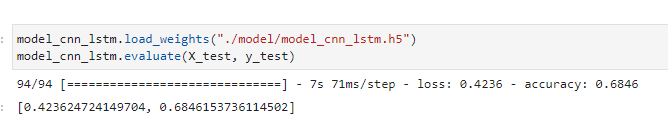 model_cnn_lstm.load_weights("./model/model_cnn_lstm.h5")
model_cnn_lstm.evaluate(X_test, y_test)
94/94 [==============================] - 7s 71ms/step - loss: 0.4236 - accuracy: 0.6846
[0.423624724149704, 0.6846153736114502]